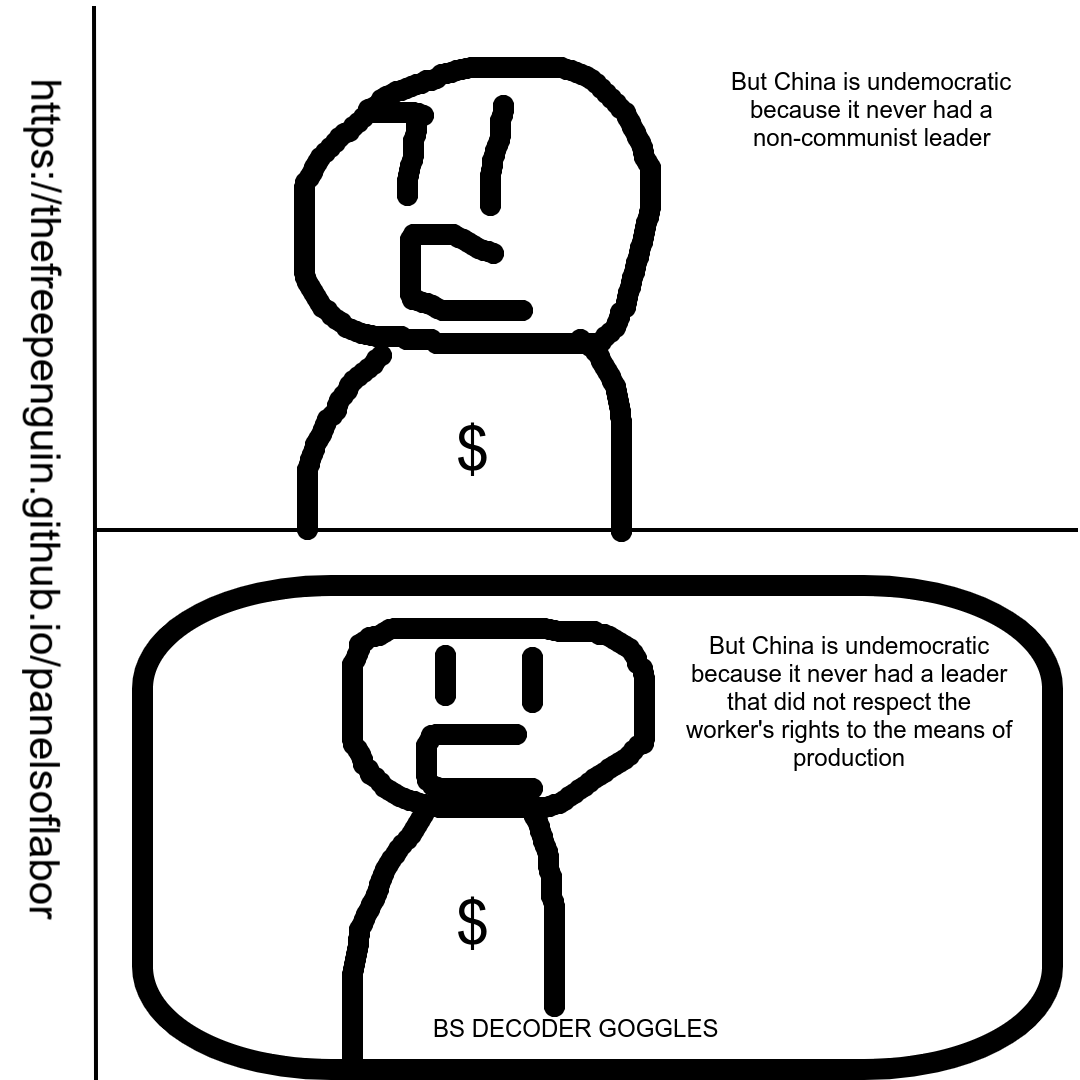 https://thefreepenguin.github.io/panelsoflabor
But China is undemocratic
because it never had a
non-communist leader
$
But China is undemocratic
because it never had a leader
that did not respect the
worker's rights to the means of
production
$
BS DECODER GOGGLES